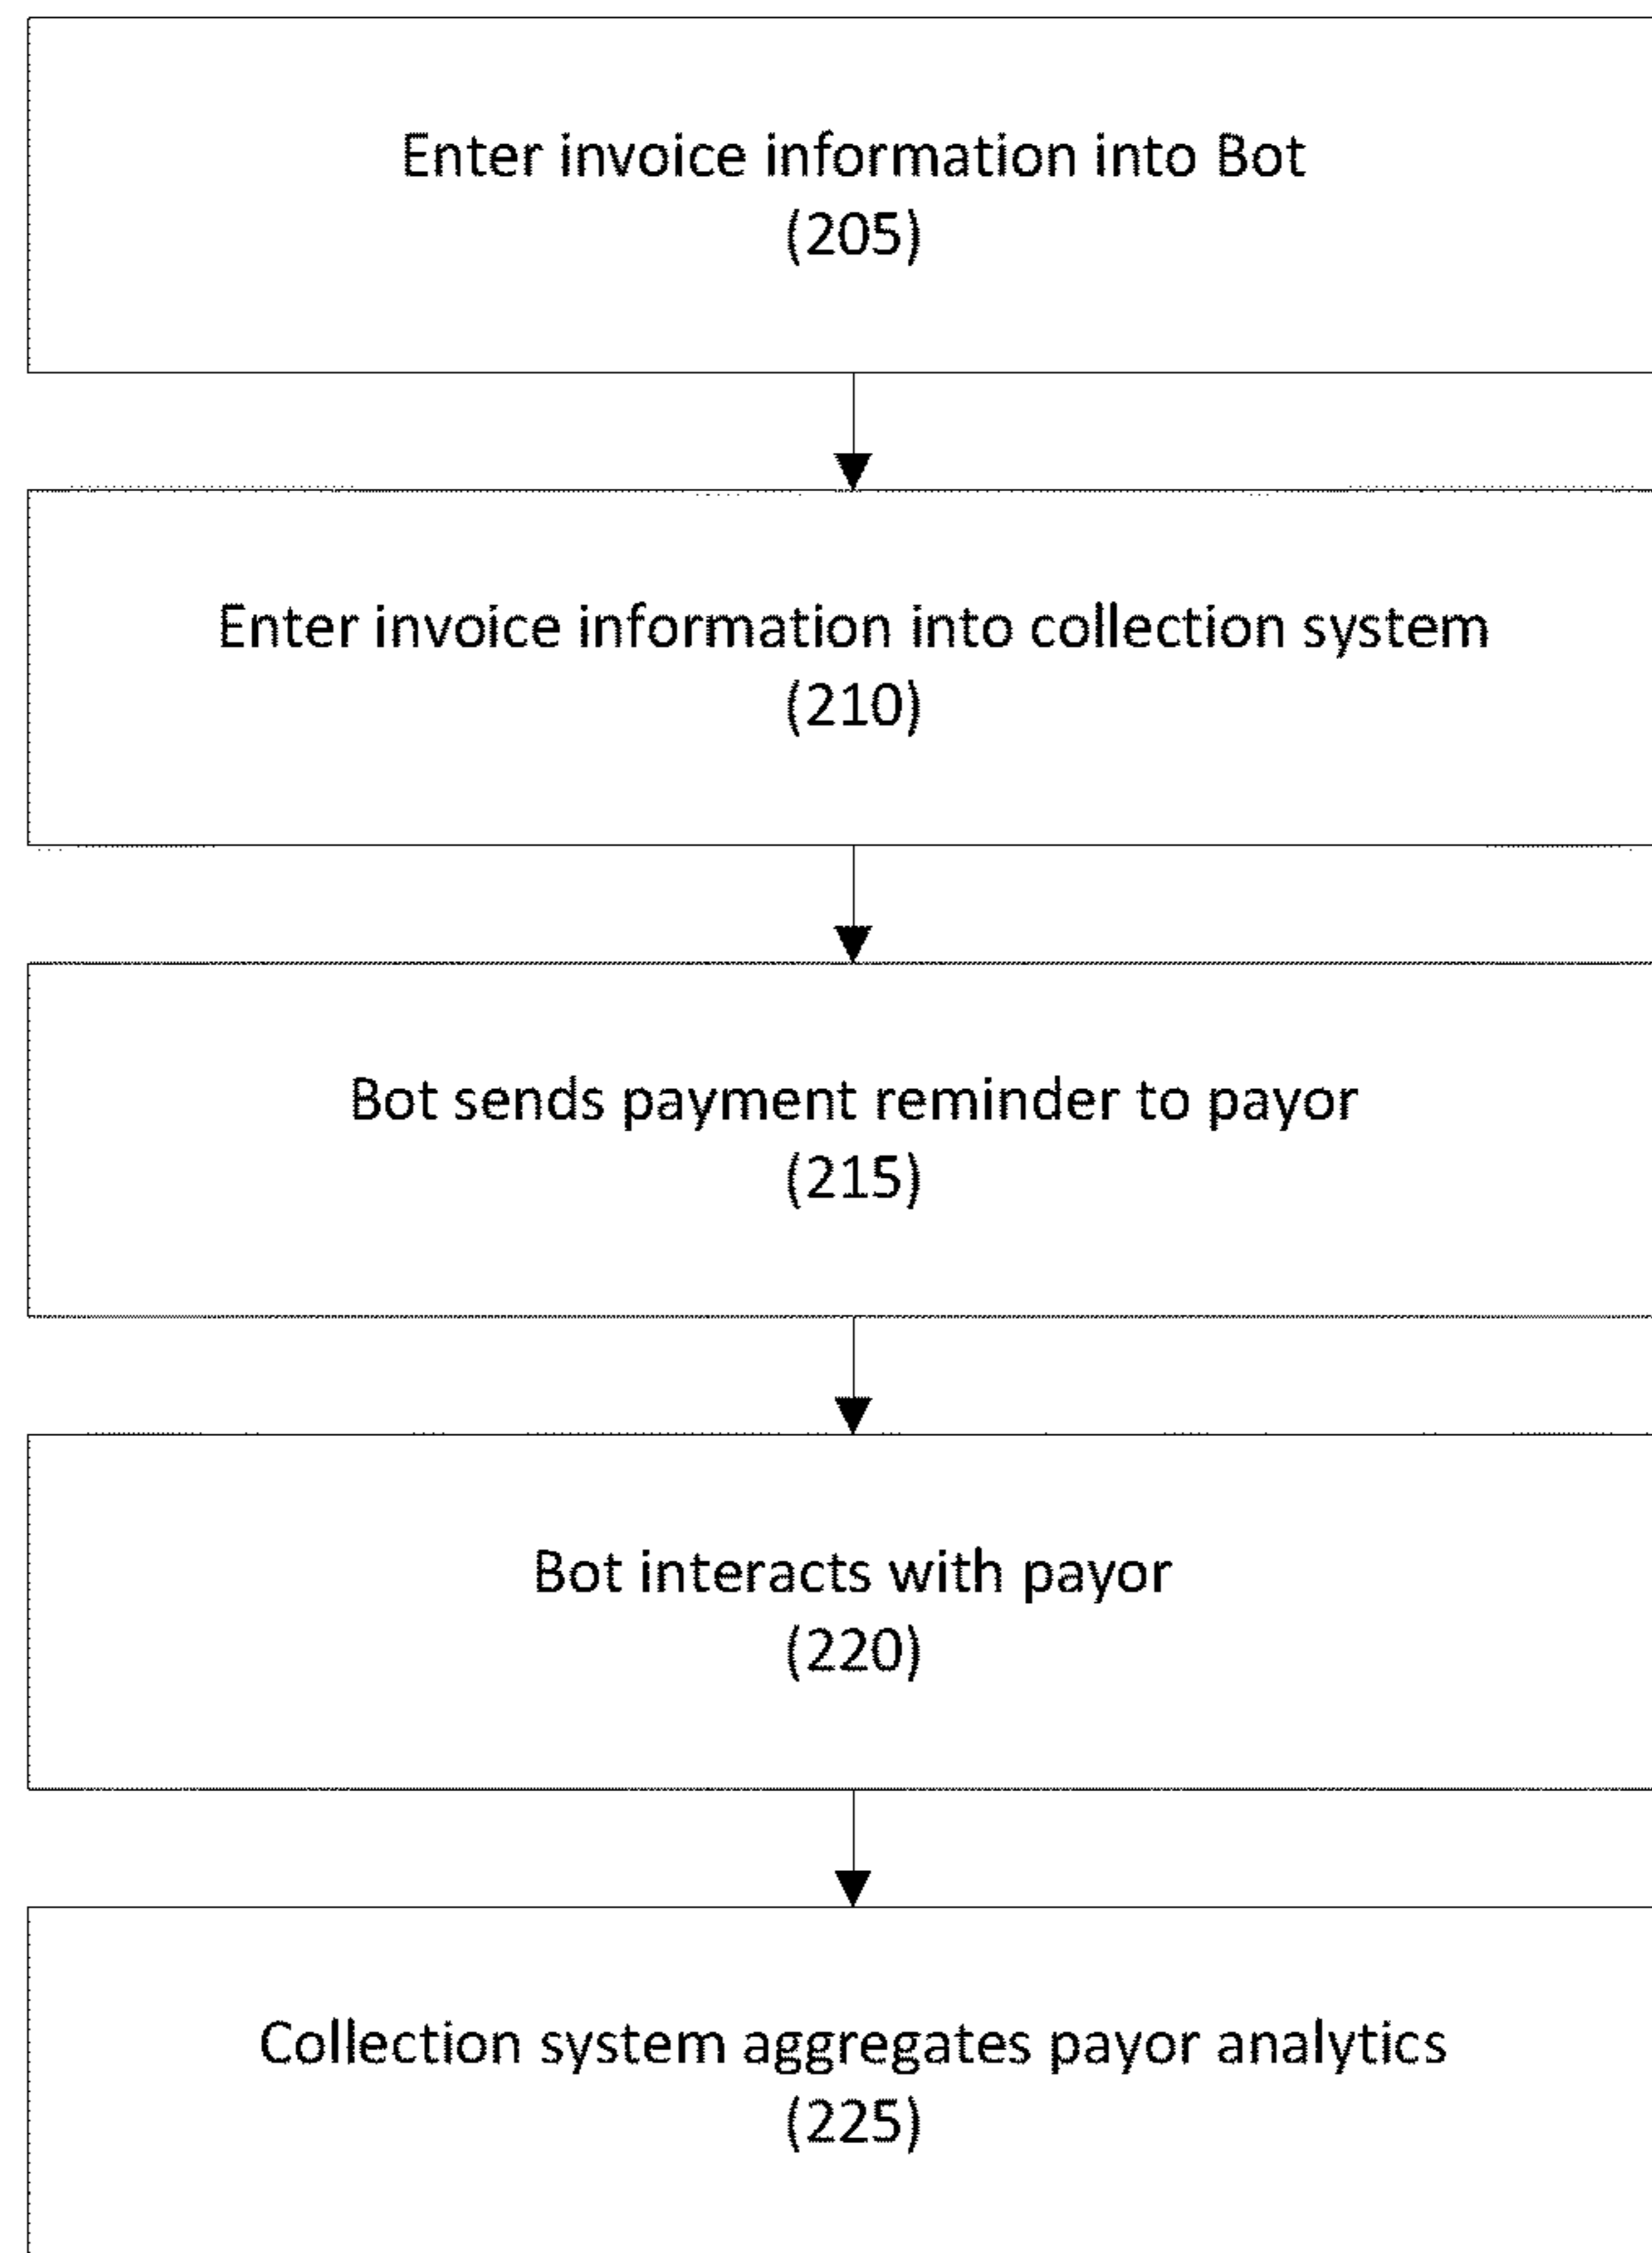 Enter invoice information into Bot
(205)
Enter invoice information into collection system
(210)
Bot sends payment reminder to payor
(215)
Bot interacts with payor
(220)
Collection system aggregates payor analytics
(225)